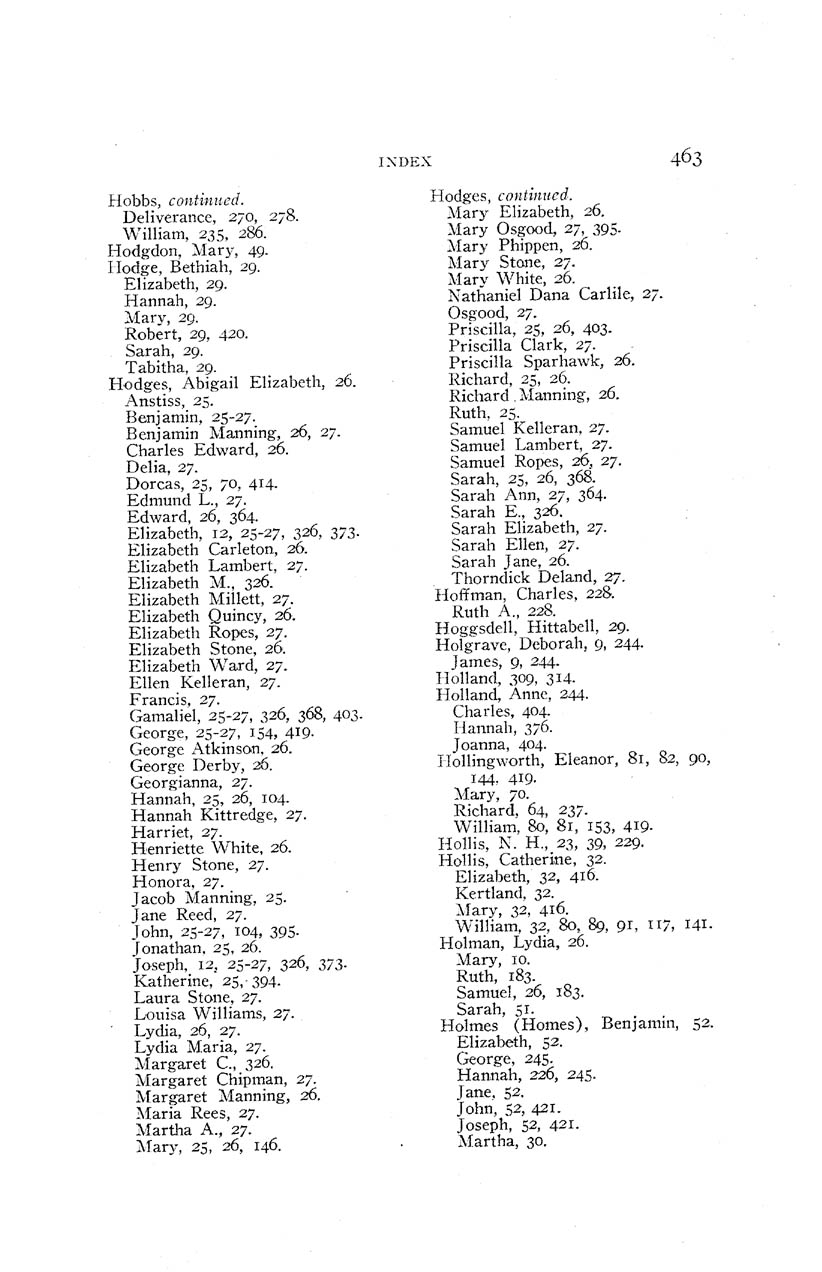 INDEX 463
Hobbs, continued.
Deliverance, 270, 278.
William, 235, 286.
Hodgdon, Mary, 49.
Hodge, Bethiah, 29.
Elizabeth, 29.
Hannah, 29.
Mary, 29.
Robert, 29, 420.
Sarah, 29.
Tabitha, 29.
Hodges, Abigail Elizabeth, 26.
Anstiss, 25.
Benjamin, 25-27.
Benjamin Manning, 26, 27.
Charles Edward, 26.
Delia, 27.
Dorcas, 25, 70, 414.
Edmund L., 27.
Edward, 26, 364.
Elizabeth, 12, 25-27, 326, 373.
Elizabeth Carleton, 26.
Elizabeth Lambert, 27.
Elizabeth M., 326.
Elizabeth Millett, 27.
Elizabeth Quincy, 26.
Elizabeth Ropes, 27.
Elizabeth Stone, 26.
Elizabeth Ward, 27.
Ellen Kelleran, 27.
Francis, 27.
Gamaliel, 25-27, 326, 368, 403.
George, 25-27, 154, 419.
George Atkinson, 26.
George Derby, 26.
Georgianna, 27.
Hannah, 25, 26, 104.
Hannah Kittredge, 27.
Harriet, 27.
Henriette White, 26.
Henry Stone, 27.
Honora, 27.
Jacob Manning, 25.
Jane Reed, 27.
John, 25-27, 104, 395.
Jonathan, 25, 26.
Joseph, 12, 25-27, 326, 373.
Katherine, 25, 394.
Laura Stone, 27.
Louisa Williams, 27.
Lydia, 26, 27.
Lydia Maria, 27.
Margaret C., 326.
Margaret Chipman, 27.
Margaret Manning, 26.
Maria Rees, 27.
Martha A., 27.
Mary, 25, 26, 146.
Hodges, continued.
Mary Elizabeth, 26.
Mary Osgood, 27, 395.
Mary Phippen, 26.
Mary Stone, 27.
Mary White, 26.
Nathaniel Dana Carlile, 27.
Osgood, 27.
Priscilla, 25, 26, 403.
Priscilla Clark, 27.
Priscilla Sparhawk, 26.
Richard, 25, 26.
Richard Manning, 26.
Ruth, 25.
Samuel Kelleran, 27.
Samuel Lambert, 27.
Samuel Ropes, 26, 27.
Sarah, 25, 26, 368.
Sarah Ann, 27, 364.
Sarah E., 326.
Sarah Elizabeth, 27.
Sarah Ellen, 27.
Sarah Jane, 26.
Thorndick Deland, 27.
Hoffman, Charles, 228.
Ruth A., 228.
Hoggsdell, Hittabell, 29.
Holgrave, Deborah, 9, 244.
James, 9, 244.
Holland, 309, 314.
Holland, Anne, 244.
Charles, 404.
Hannah, 376.
Joanna, 404.
Hollingworth, Eleanor, 81, 82, 90,
144, 419.
Mary, 70.
Richard, 64, 237.
William, 80, 81, 153, 419.
Hollis, N. H., 23, 39, 229.
Hollis, Catherine, 32.
Elizabeth, 32, 416.
Kertland, 32.
Mary, 32, 416.
William, 32, 80, 89, 91, 117, 141.
Holman, Lydia, 26.
Mary, 10.
Ruth, 183.
Samuel, 26, 183.
Sarah, 51.
Holmes (Homes), Benjamin, 52.
Elizabeth, 52.
George, 245.
Hannah, 226, 245.
Jane, 52.
John, 52, 421.
Joseph, 52, 421.
Martha, 30.